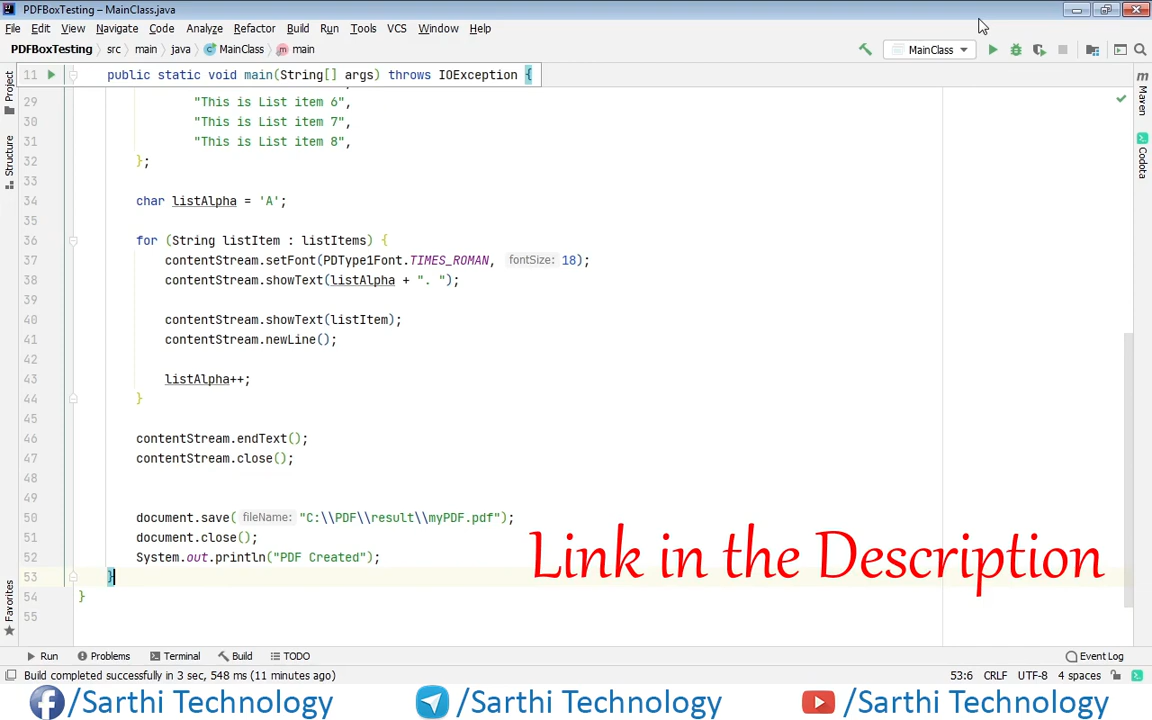 PDFBoxTesting – MainClass.java
File Edit View Navigate Code Analyze Refactor Build Run Tools VCS Window Help
PDFBoxTesting src main java MainClass main
MainClass
11 public static void main(String[] args) throws IOException {
29 "This is List item 6",
30 "This is List item 7",
31 "This is List item 8",
32 };
33
34 char listAlpha = 'A';
35
36 for (String listItem : listItems) {
37 contentStream.setFont(PDType1Font.TIMES_ROMAN, fontSize: 18);
38 contentStream.showText(listAlpha + ". ");
39
40 contentStream.showText(listItem);
41 contentStream.newLine();
42
43 listAlpha++;
44 }
45
46 contentStream.endText();
47 contentStream.close();
48
49
50 document.save( fileName: "C:\\PDF\\result\\myPDF.pdf");
51 document.close();
52 System.out.println("PDF Created");
53 }
54 }
55
Project
Structure
Favorites
Maven
Codota
Link in the Description
Run Problems Terminal Build TODO Event Log
Build completed successfully in 3 sec, 548 ms (11 minutes ago) 53:6 CRLF UTF-8 4 spaces
/Sarthi Technology /Sarthi Technology /Sarthi Technology